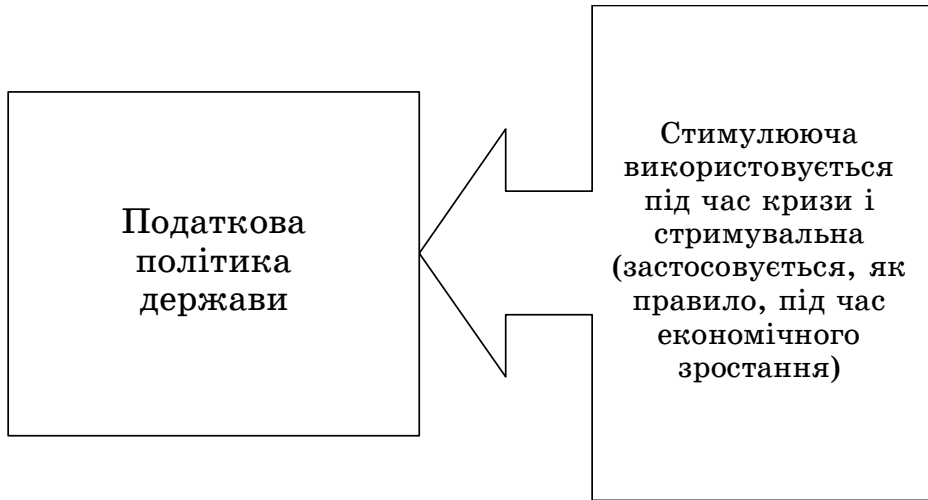 Податкова
політика
держави
Стимулююча
використовується
під час кризи і
стримувальна
(застосовується, як
правило, під час
економічного
зростання)